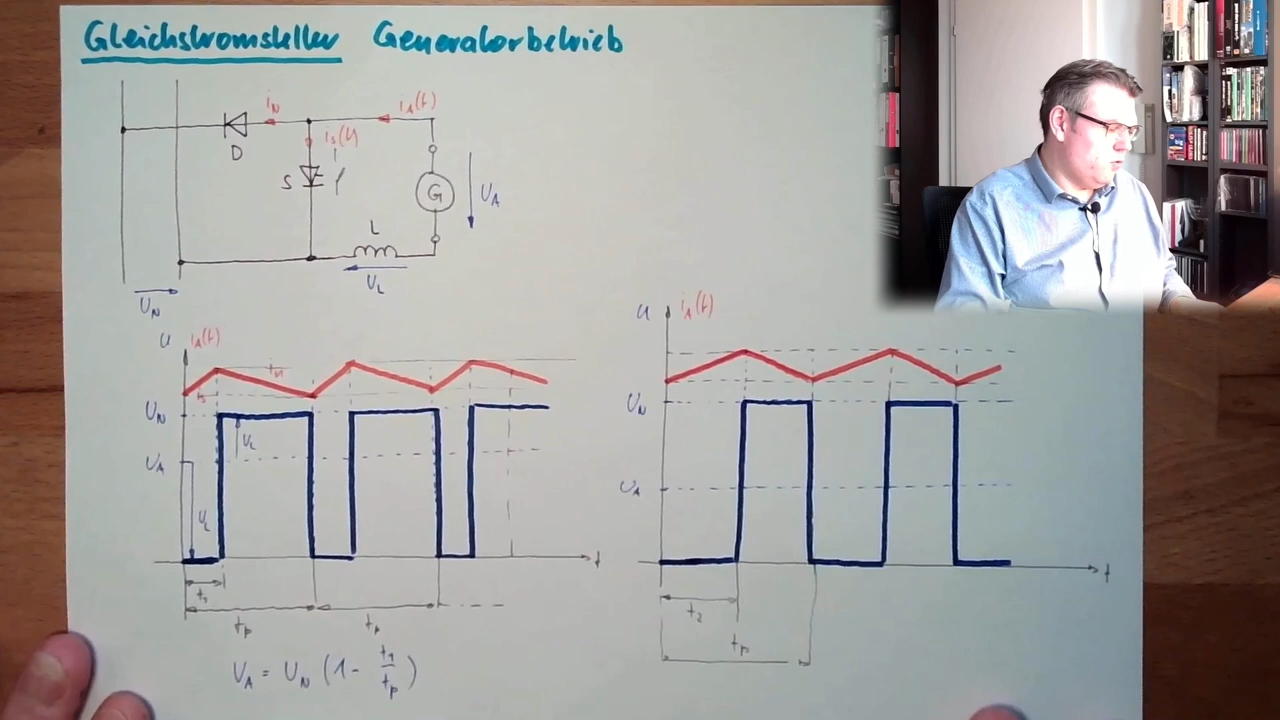 Gleichstromsteller Generatorbetrieb
i_N
i_A(t)
D
i_S(t)
S
G
U_A
L
U_L
U_N
u i_A(t)
U_N
U_L
U_A
U_L
t
t_1
t_p t_p
U_A = U_N (1 - t_1/t_p)
u i_A(t)
U_N
U_A
t
t_2
t_p